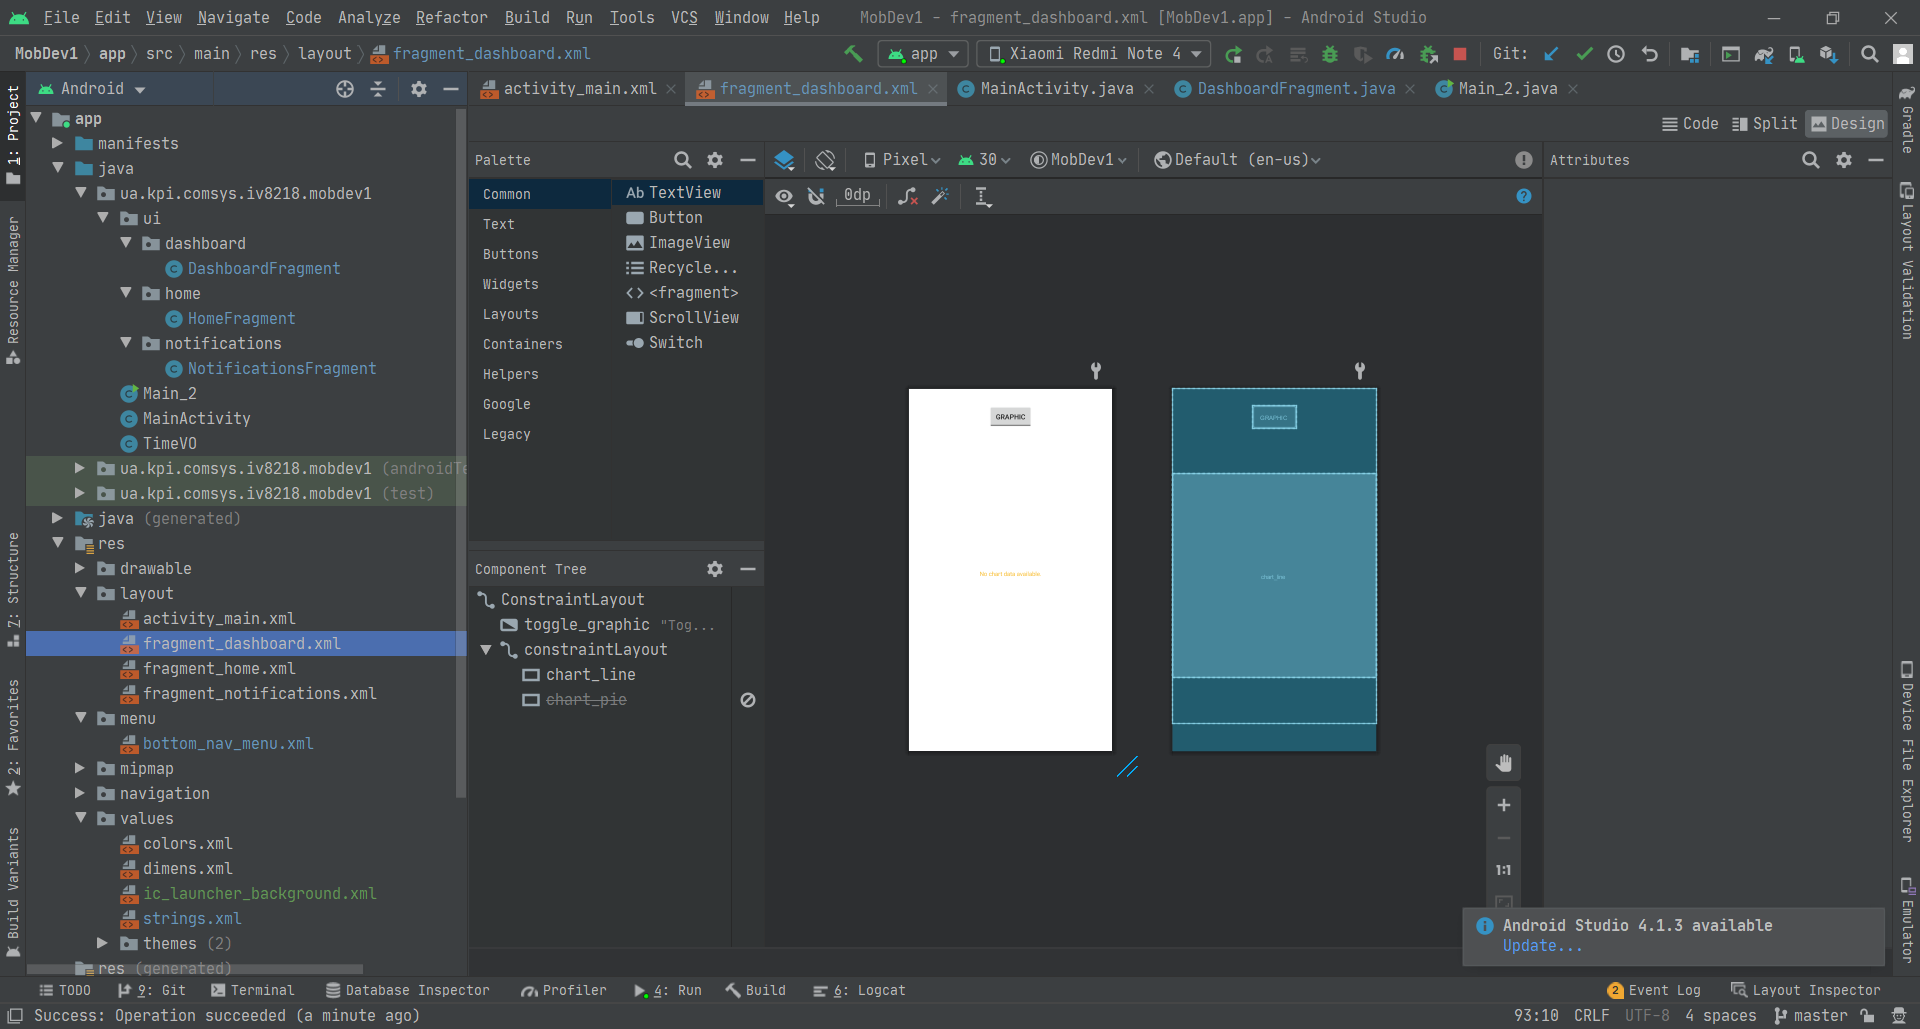 File Edit View Navigate Code Analyze Refactor Build Run Tools VCS Window Help MobDev1 - fragment_dashboard.xml [MobDev1.app] - Android Studio
MobDev1 app src main res layout fragment_dashboard.xml app Xiaomi Redmi Note 4 Git:
Android activity_main.xml fragment_dashboard.xml MainActivity.java DashboardFragment.java Main_2.java
Code Split Design
1: Project
Resource Manager
7: Structure
2: Favorites
Build Variants
app
manifests
java
ua.kpi.comsys.iv8218.mobdev1
ui
dashboard
DashboardFragment
home
HomeFragment
notifications
NotificationsFragment
Main_2
MainActivity
TimeVO
ua.kpi.comsys.iv8218.mobdev1 (androidTe
ua.kpi.comsys.iv8218.mobdev1 (test)
java (generated)
res
drawable
layout
activity_main.xml
fragment_dashboard.xml
fragment_home.xml
fragment_notifications.xml
menu
bottom_nav_menu.xml
mipmap
navigation
values
colors.xml
dimens.xml
ic_launcher_background.xml
strings.xml
themes (2)
res (generated)
Palette
Common
Text
Buttons
Widgets
Layouts
Containers
Helpers
Google
Legacy
Ab TextView
Button
ImageView
Recycle...
<fragment>
ScrollView
Switch
Component Tree
ConstraintLayout
toggle_graphic "Tog...
constraintLayout
chart_line
chart_pie
Pixel 30 MobDev1 Default (en-us)
0dp
GRAPHIC
No chart data available.
GRAPHIC
chart_line
1:1
Attributes
Gradle
Layout Validation
Device File Explorer
Emulator
Android Studio 4.1.3 available
Update...
TODO 9: Git Terminal Database Inspector Profiler 4: Run Build 6: Logcat 2 Event Log Layout Inspector
Success: Operation succeeded (a minute ago) 93:10 CRLF UTF-8 4 spaces master